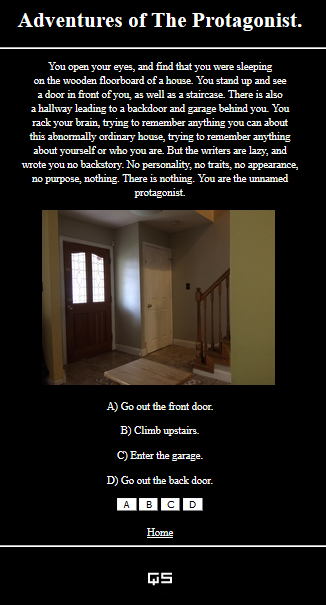 Adventures of The Protagonist.
You open your eyes, and find that you were sleeping
on the wooden floorboard of a house. You stand up and see
a door in front of you, as well as a staircase. There is also
a hallway leading to a backdoor and garage behind you. You
rack your brain, trying to remember anything you can about
this abnormally ordinary house, trying to remember anything
about yourself or who you are. But the writers are lazy, and
wrote you no backstory. No personality, no traits, no appearance,
no purpose, nothing. There is nothing. You are the unnamed
protagonist.
A) Go out the front door.
B) Climb upstairs.
C) Enter the garage.
D) Go out the back door.
A B C D
Home
QS